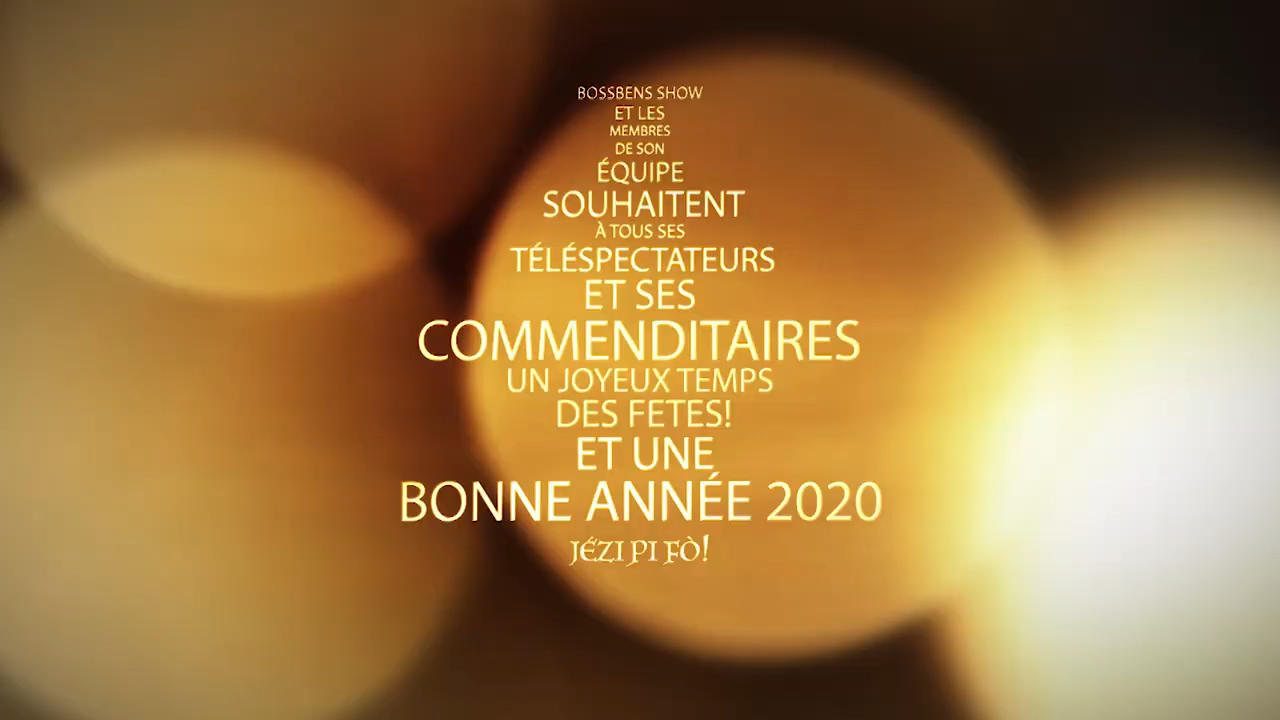 BOSSBENS SHOW
ET LES
MEMBRES
DE SON
ÉQUIPE
SOUHAITENT
À TOUS SES
TÉLÉSPECTATEURS
ET SES
COMMENDITAIRES
UN JOYEUX TEMPS
DES FETES!
ET UNE
BONNE ANNÉE 2020
JÉZI PI FÒ!